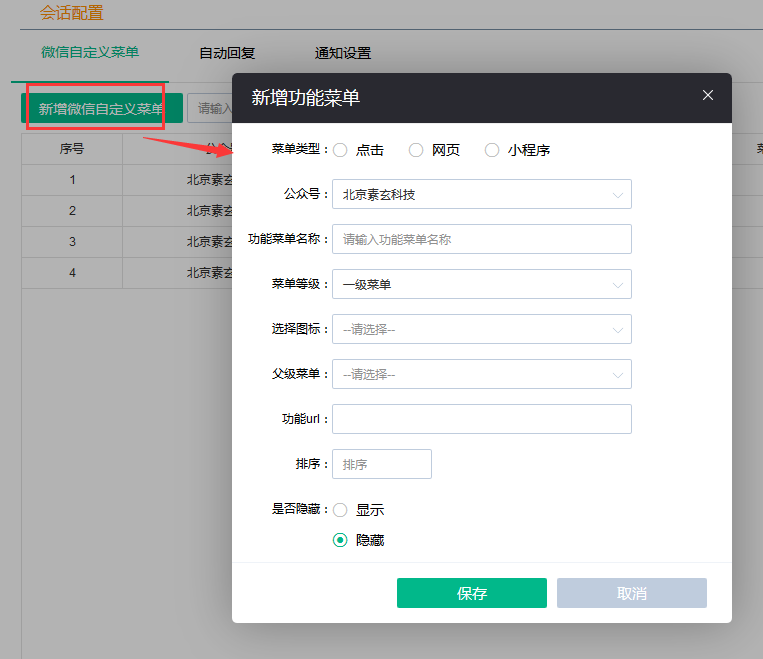 会话配置
微信自定义菜单 自动回复 通知设置
新增微信自定义菜单 请输入
序号
1 北京素玄
2 北京素玄
3 北京素玄
4 北京素玄
新增功能菜单
菜单类型： 点击 网页 小程序
公众号： 北京素玄科技
功能菜单名称： 请输入功能菜单名称
菜单等级： 一级菜单
选择图标： --请选择--
父级菜单： --请选择--
功能url：
排序： 排序
是否隐藏： 显示
隐藏
保存 取消